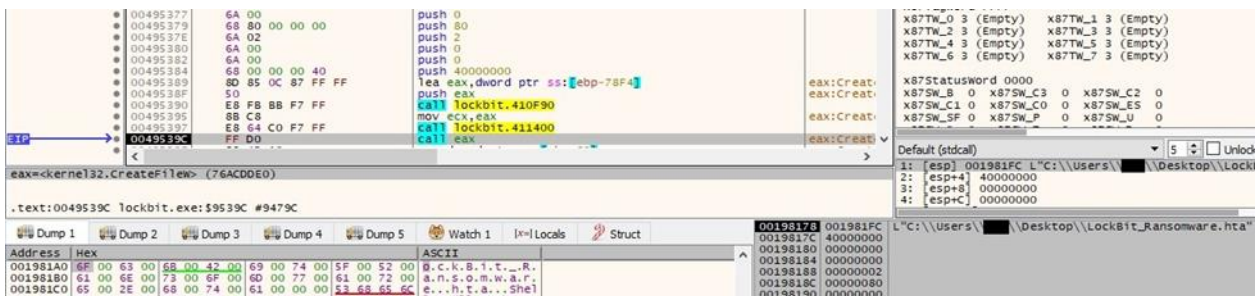 00495377 6A 00 push 0
00495379 68 80 00 00 00 push 80
0049537E 6A 02 push 2
00495380 6A 00 push 0
00495382 6A 00 push 0
00495384 68 00 00 00 40 push 40000000
00495389 8D 85 0C 87 FF FF lea eax,dword ptr ss:[ebp-78F4] eax:Create
0049538F 50 push eax eax:Create
00495390 E8 FB BB F7 FF call lockbit.410F90
00495395 8B C8 mov ecx,eax eax:Create
00495397 E8 64 C0 F7 FF call lockbit.411400
EIP 0049539C FF D0 call eax eax:Create
eax=<kernel32.CreateFileW> (76ACDDE0)
.text:0049539C lockbit.exe:$9539C #9479C
x87TW_0 3 (Empty) x87TW_1 3 (Empty)
x87TW_2 3 (Empty) x87TW_3 3 (Empty)
x87TW_4 3 (Empty) x87TW_5 3 (Empty)
x87TW_6 3 (Empty) x87TW_7 3 (Empty)
x87StatusWord 0000
x87SW_B 0 x87SW_C3 0 x87SW_C2 0
x87SW_C1 0 x87SW_C0 0 x87SW_ES 0
x87SW_SF 0 x87SW_P 0 x87SW_U 0
Default (stdcall) 5 Unlock
1: [esp] 001981FC L"C:\\Users\\ \\Desktop\\Lock
2: [esp+4] 40000000
3: [esp+8] 00000000
4: [esp+C] 00000000
Dump 1 Dump 2 Dump 3 Dump 4 Dump 5 Watch 1 [x=] Locals Struct
Address Hex ASCII
001981A0 6F 00 63 00 6B 00 42 00 69 00 74 00 5F 00 52 00 o.c.k.B.i.t._.R.
001981B0 61 00 6E 00 73 00 6F 00 6D 00 77 00 61 00 72 00 a.n.s.o.m.w.a.r.
001981C0 65 00 2E 00 68 00 74 00 61 00 00 00 53 68 65 6C e...h.t.a...Shel
00198178 001981FC L"C:\\Users\\ \\Desktop\\LockBit_Ransomware.hta"
0019817C 40000000
00198180 00000000
00198184 00000000
00198188 00000002
0019818C 00000080
00198190 00000000